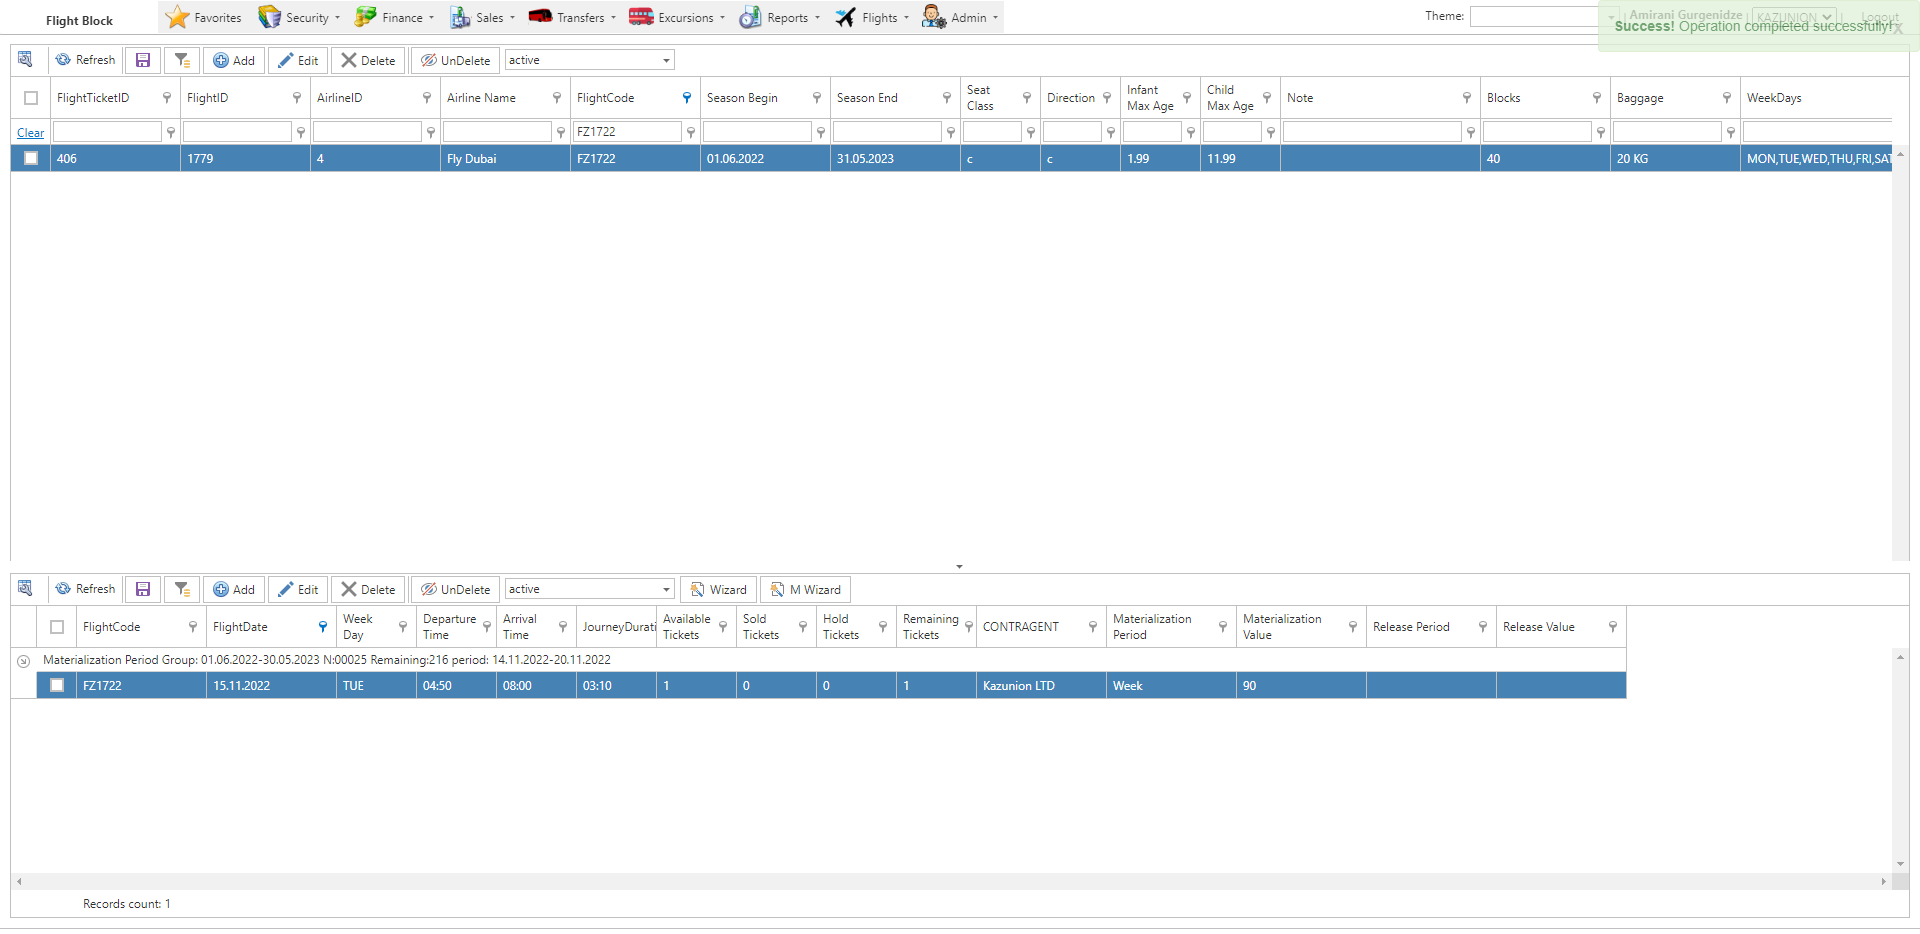 Flight Block
Favorites Security Finance Sales Transfers Excursions Reports Flights Admin
Theme: | Amirani Gurgenidze | KAZUNION | Logout
Success! Operation completed successfully! x
Refresh Add Edit Delete UnDelete active
FlightTicketID FlightID AirlineID Airline Name FlightCode Season Begin Season End Seat Class Direction Infant Max Age Child Max Age Note Blocks Baggage WeekDays
Clear FZ1722
406 1779 4 Fly Dubai FZ1722 01.06.2022 31.05.2023 c c 1.99 11.99 40 20 KG MON,TUE,WED,THU,FRI,SAT
Refresh Add Edit Delete UnDelete active Wizard M Wizard
FlightCode FlightDate Week Day Departure Time Arrival Time JourneyDurati Available Tickets Sold Tickets Hold Tickets Remaining Tickets CONTRAGENT Materialization Period Materialization Value Release Period Release Value
Materialization Period Group: 01.06.2022-30.05.2023 N:00025 Remaining:216 period: 14.11.2022-20.11.2022
FZ1722 15.11.2022 TUE 04:50 08:00 03:10 1 0 0 1 Kazunion LTD Week 90
Records count: 1